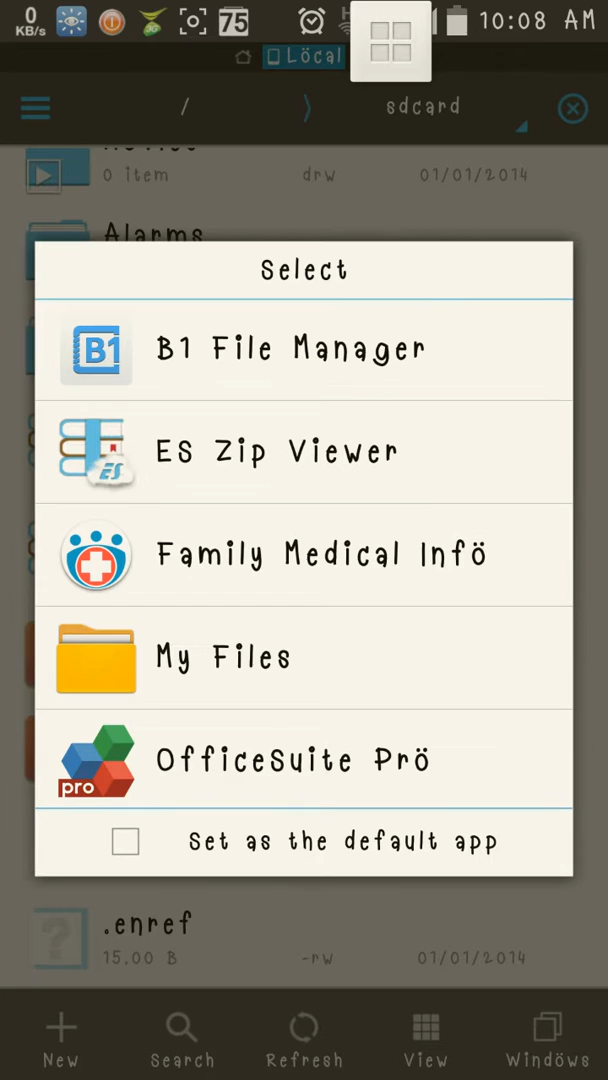 0
KB/s
75
10:08 AM
Löcal
/
sdcard
0 item drw 01/01/2014
Alarms
Select
B1 File Manager
B1
ES Zip Viewer
ES
Family Medical Infö
My Files
OfficeSuite Prö
pro
Set as the default app
.enref
15.00 B -rw 01/01/2014
New Search Refresh View Windöws